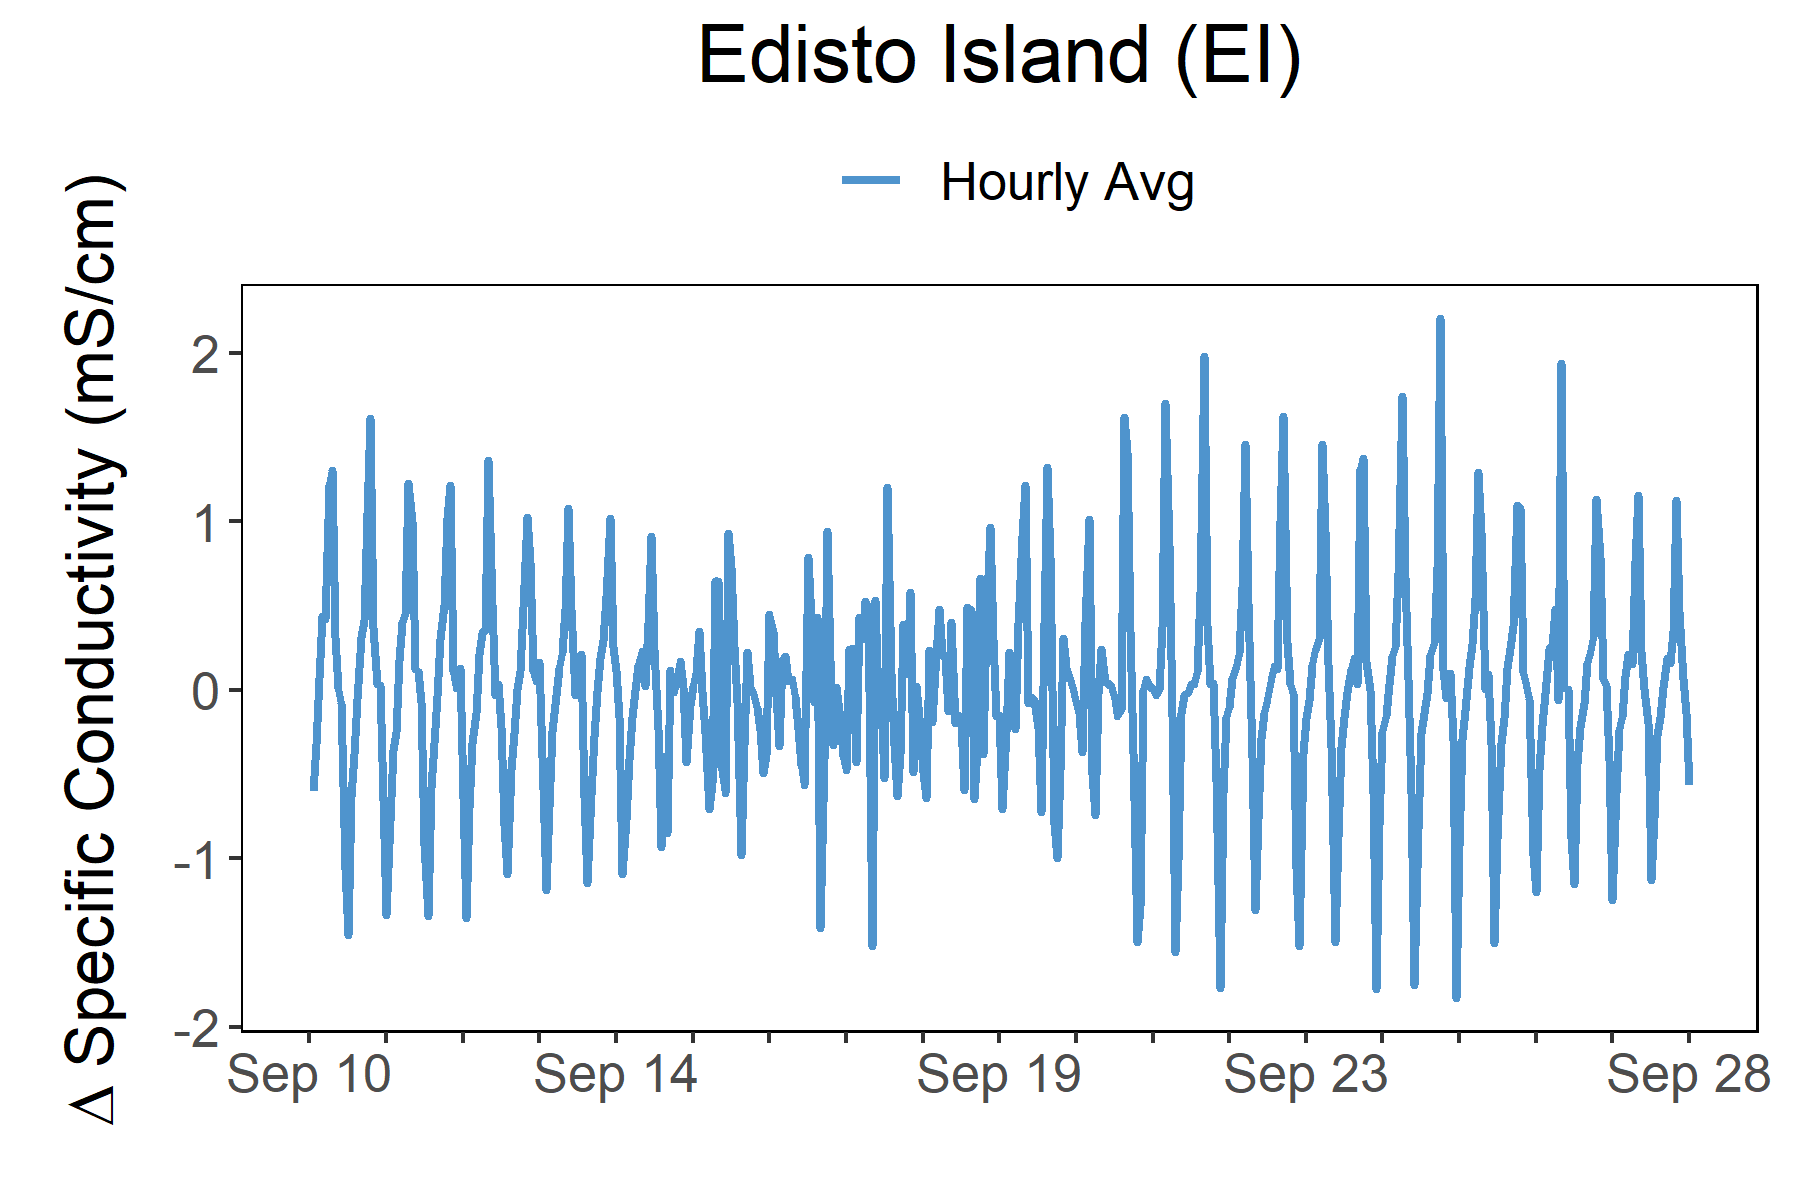 Edisto Island (EI)
Hourly Avg
Δ Specific Conductivity (mS/cm)
2
1
0
-1
-2
Sep 10 Sep 14 Sep 19 Sep 23 Sep 28